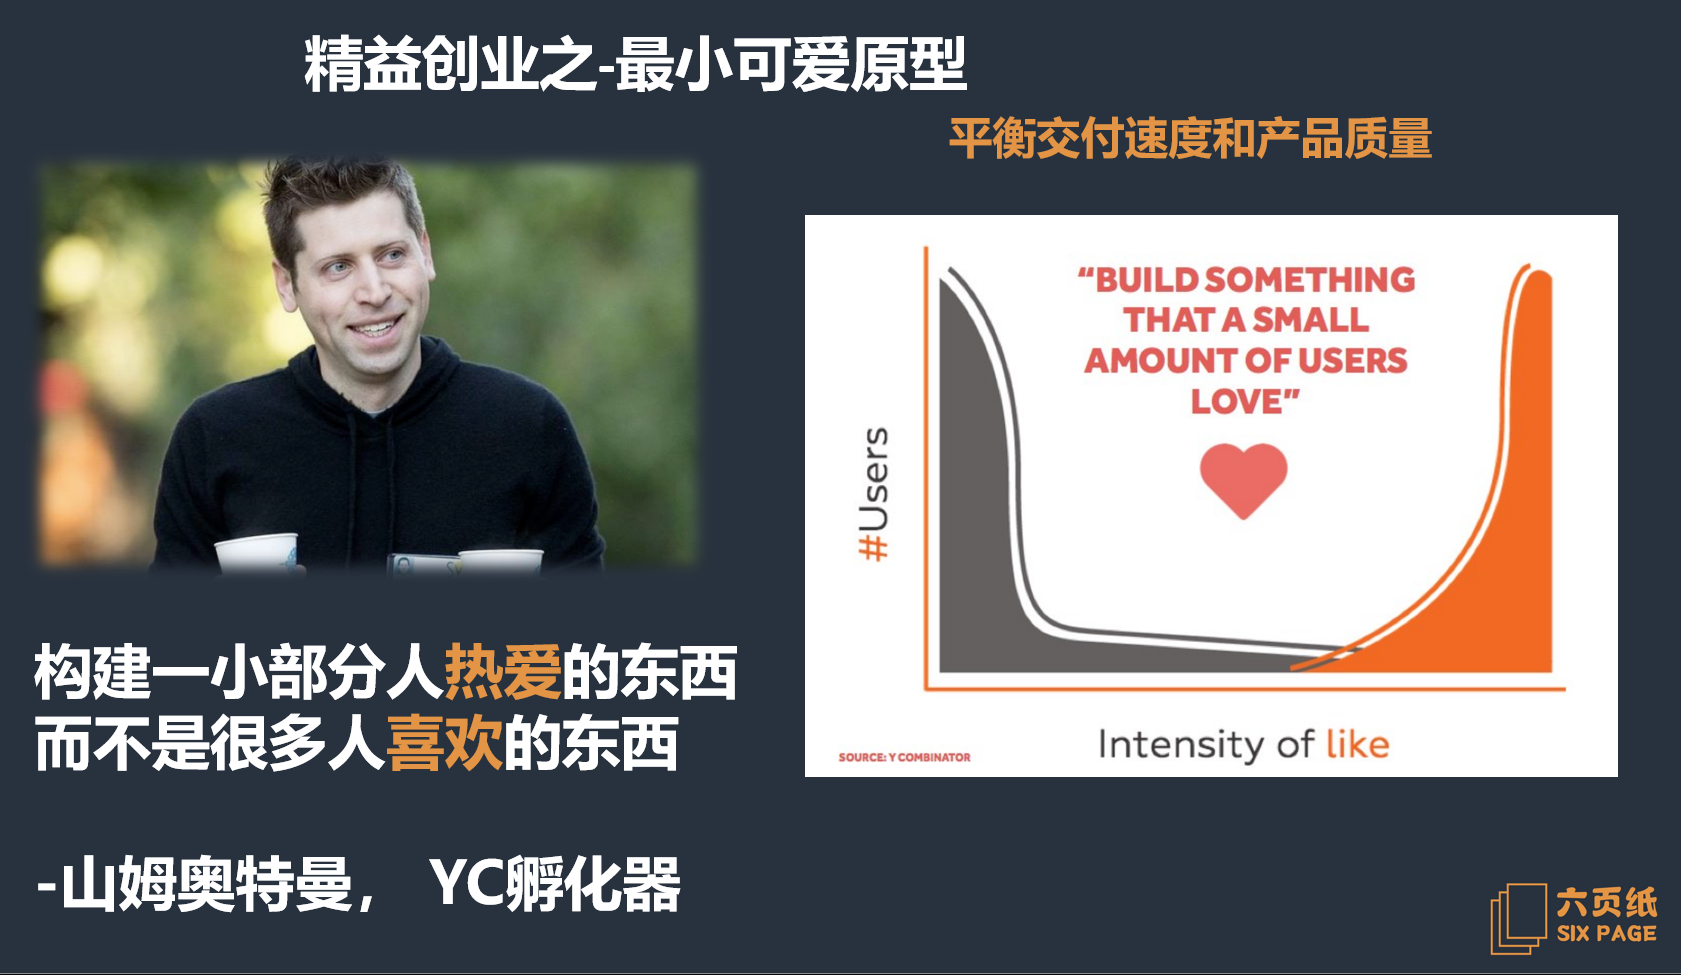 精益创业之-最小可爱原型
平衡交付速度和产品质量
构建一小部分人热爱的东西
而不是很多人喜欢的东西
-山姆奥特曼， YC孵化器
“BUILD SOMETHING
THAT A SMALL
AMOUNT OF USERS
LOVE”
#Users
Intensity of like
SOURCE: Y COMBINATOR
六页纸
SIX PAGE